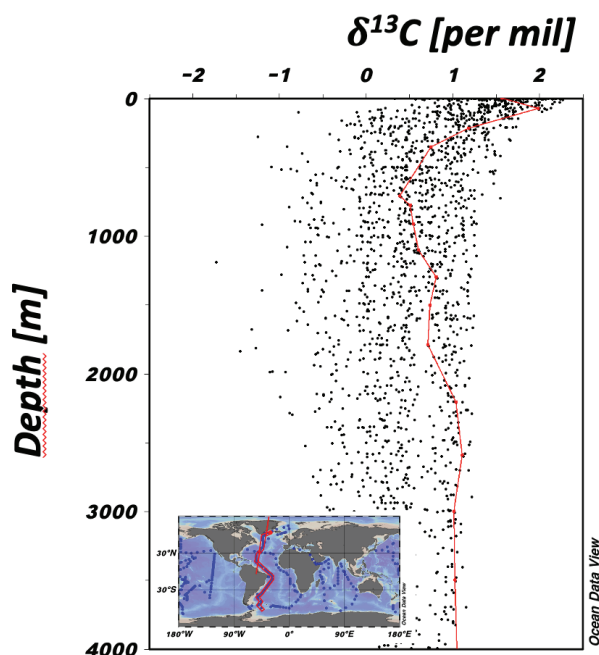 δ¹³C [per mil]
-2 -1 0 1 2
0
1000
2000
3000
4000
Depth [m]
30°N
30°S
180°W 90°W 0° 90°E 180°E
Ocean Data View
Ocean Data View